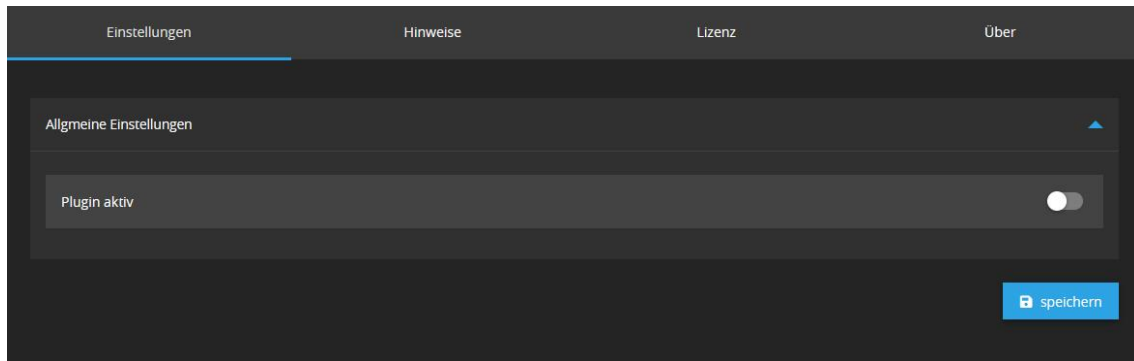 Einstellungen Hinweise Lizenz Über
Allgmeine Einstellungen
Plugin aktiv
speichern